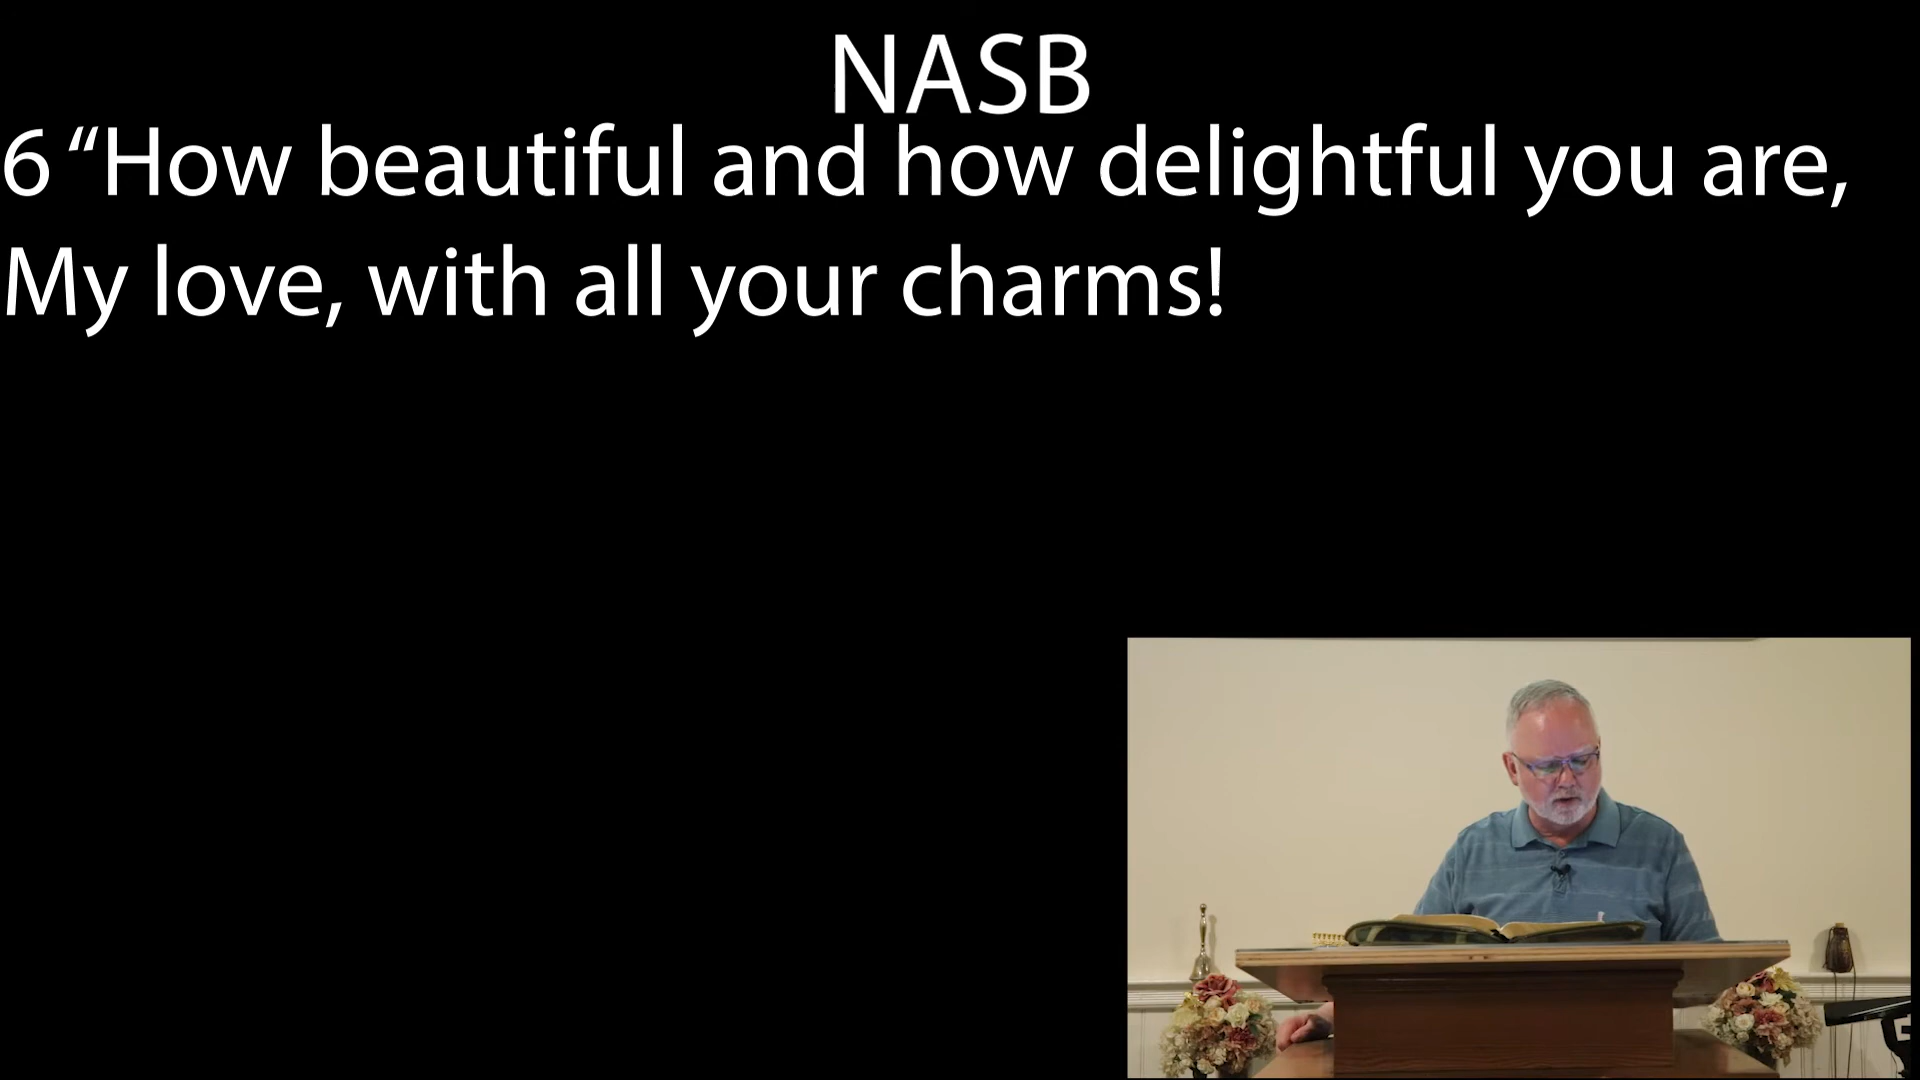 NASB
6 “How beautiful and how delightful you are,
My love, with all your charms!